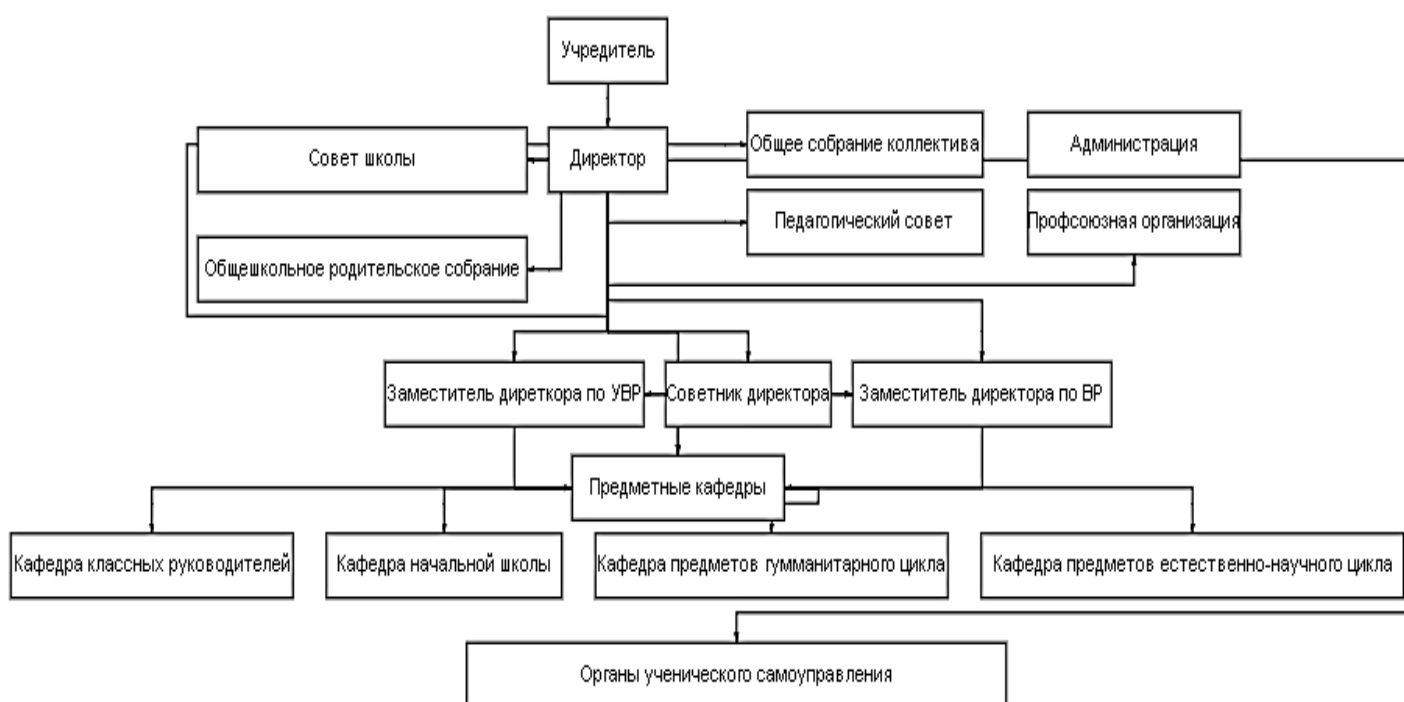 Учредитель
Совет школы
Директор
Общее собрание коллектива
Администрация
Педагогический совет
Профсоюзная организация
Общешкольное родительское собрание
Заместитель диреткора по УВР
Советник директора
Заместитель директора по ВР
Предметные кафедры
Кафедра классных руководителей
Кафедра начальной школы
Кафедра предметов гумманитарного цикла
Кафедра предметов естественно-научного цикла
Органы ученического самоуправления